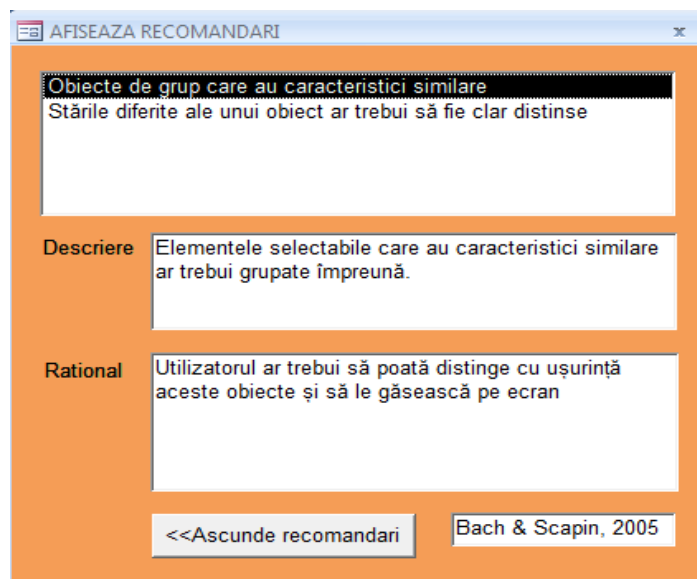 AFISEAZA RECOMANDARI
x
Obiecte de grup care au caracteristici similare
Stările diferite ale unui obiect ar trebui să fie clar distinse
Descriere
Elementele selectabile care au caracteristici similare
ar trebui grupate împreună.
Rational
Utilizatorul ar trebui să poată distinge cu ușurință
aceste obiecte și să le găsească pe ecran
<<Ascunde recomandari
Bach & Scapin, 2005